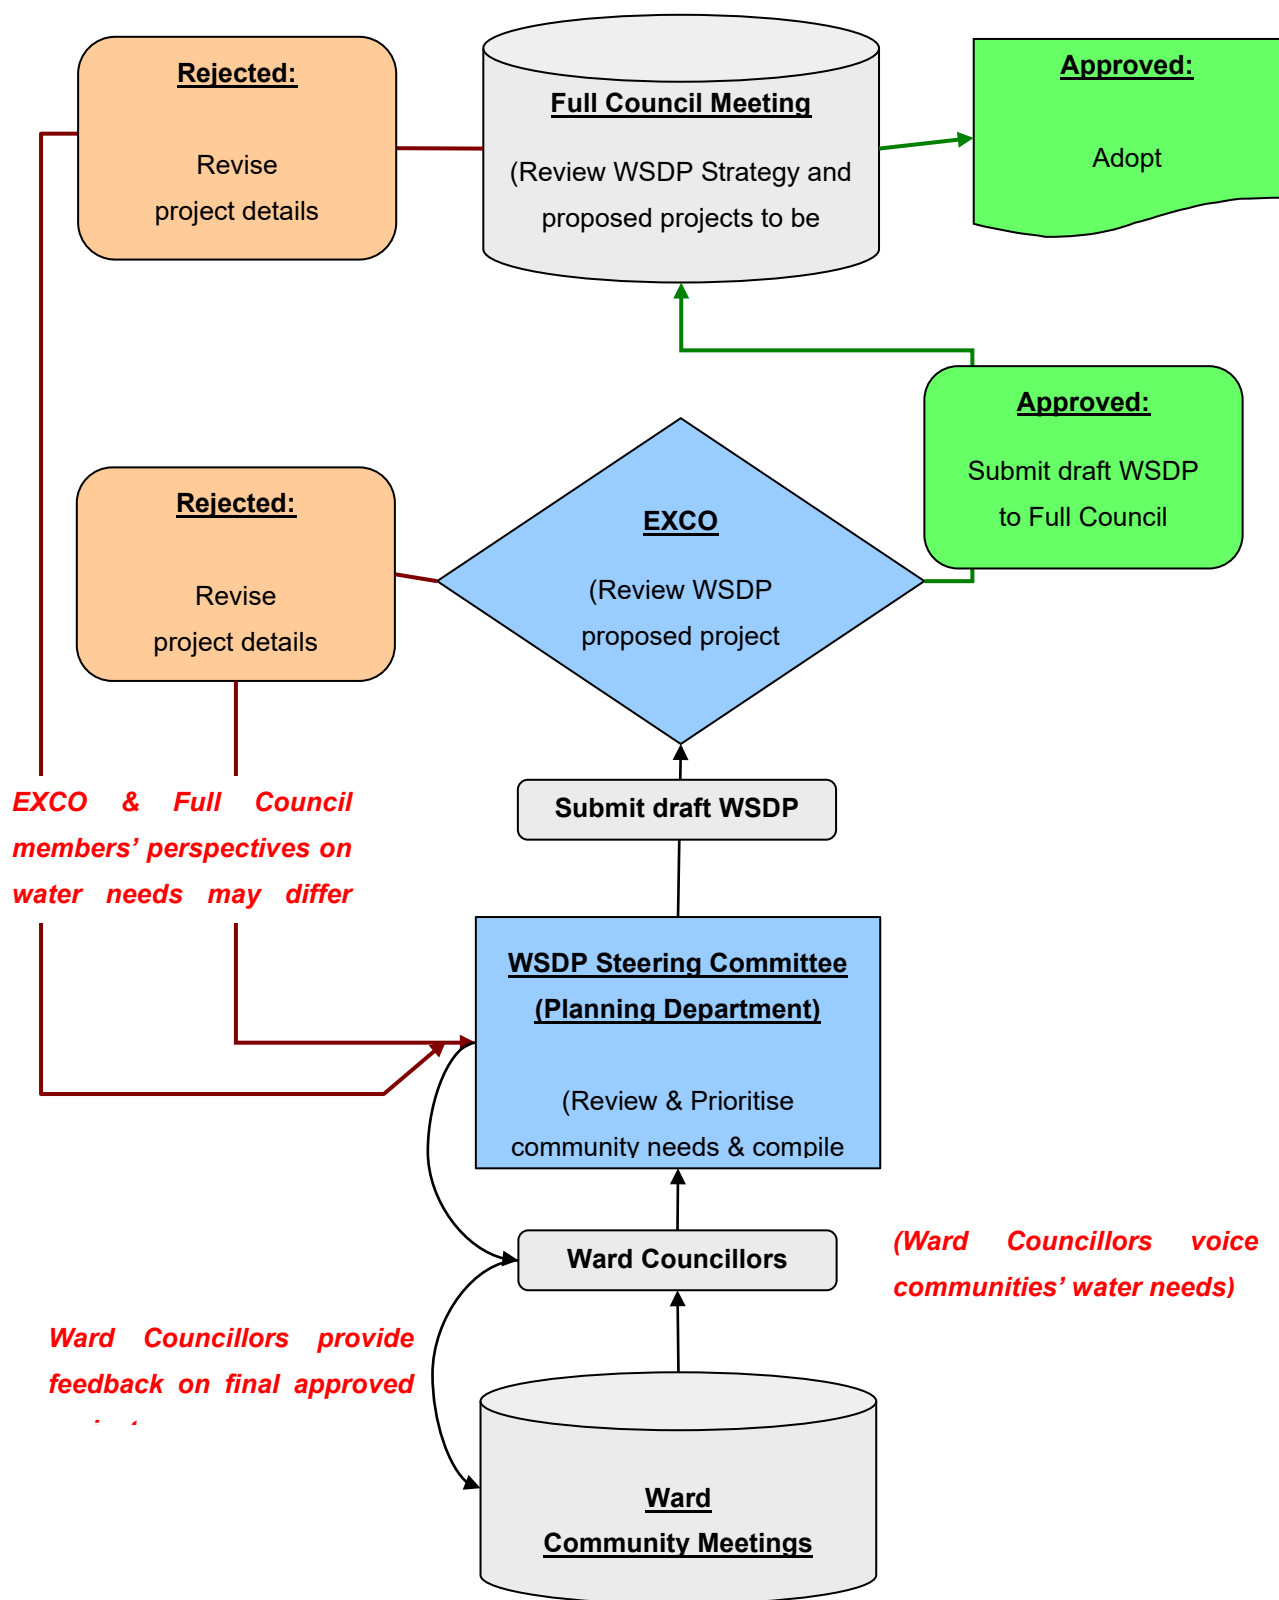 Rejected:
Revise
project details
Full Council Meeting
(Review WSDP Strategy and
proposed projects to be
Approved:
Adopt
Approved:
Submit draft WSDP
to Full Council
Rejected:
Revise
project details
EXCO
(Review WSDP
proposed project
Submit draft WSDP
EXCO & Full Council
members’ perspectives on
water needs may differ
WSDP Steering Committee
(Planning Department)
(Review & Prioritise
community needs & compile
Ward Councillors
(Ward Councillors voice
communities’ water needs)
Ward Councillors provide
feedback on final approved
Ward
Community Meetings